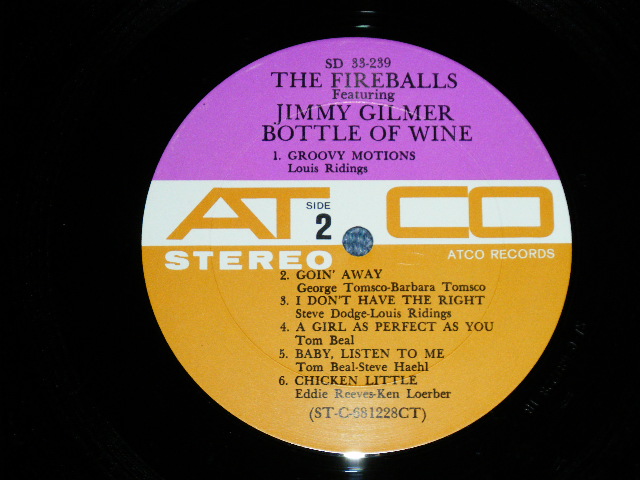 SD 33-239
THE FIREBALLS
Featuring
JIMMY GILMER
BOTTLE OF WINE
1. GROOVY MOTIONS
Louis Ridings
ATCO
SIDE
2
STEREO
ATCO RECORDS
2. GOIN' AWAY
George Tomsco-Barbara Tomsco
3. I DON'T HAVE THE RIGHT
Steve Dodge-Louis Ridings
4. A GIRL AS PERFECT AS YOU
Tom Beal
5. BABY, LISTEN TO ME
Tom Beal-Steve Haehl
6. CHICKEN LITTLE
Eddie Reeves-Ken Loerber
(ST-C-681228CT)